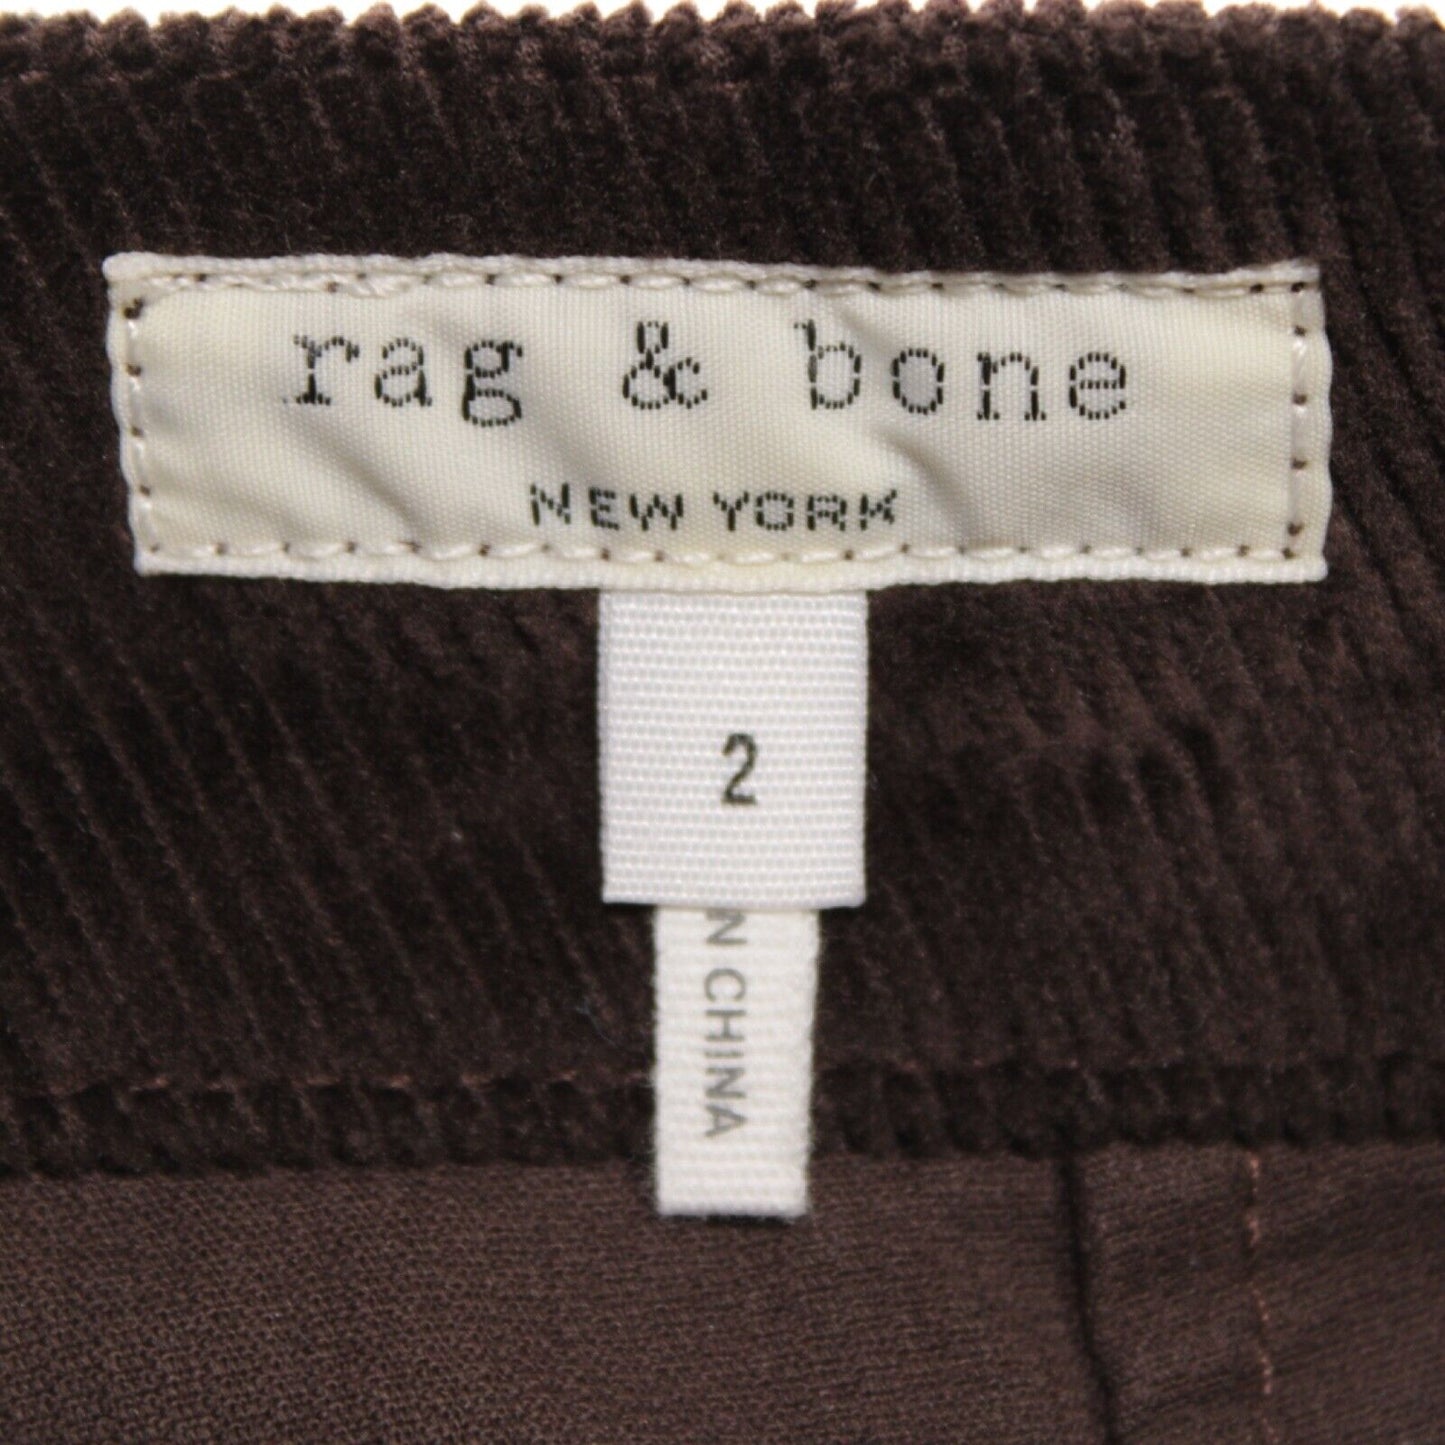 rag & bone
NEW YORK
2
N CHINA